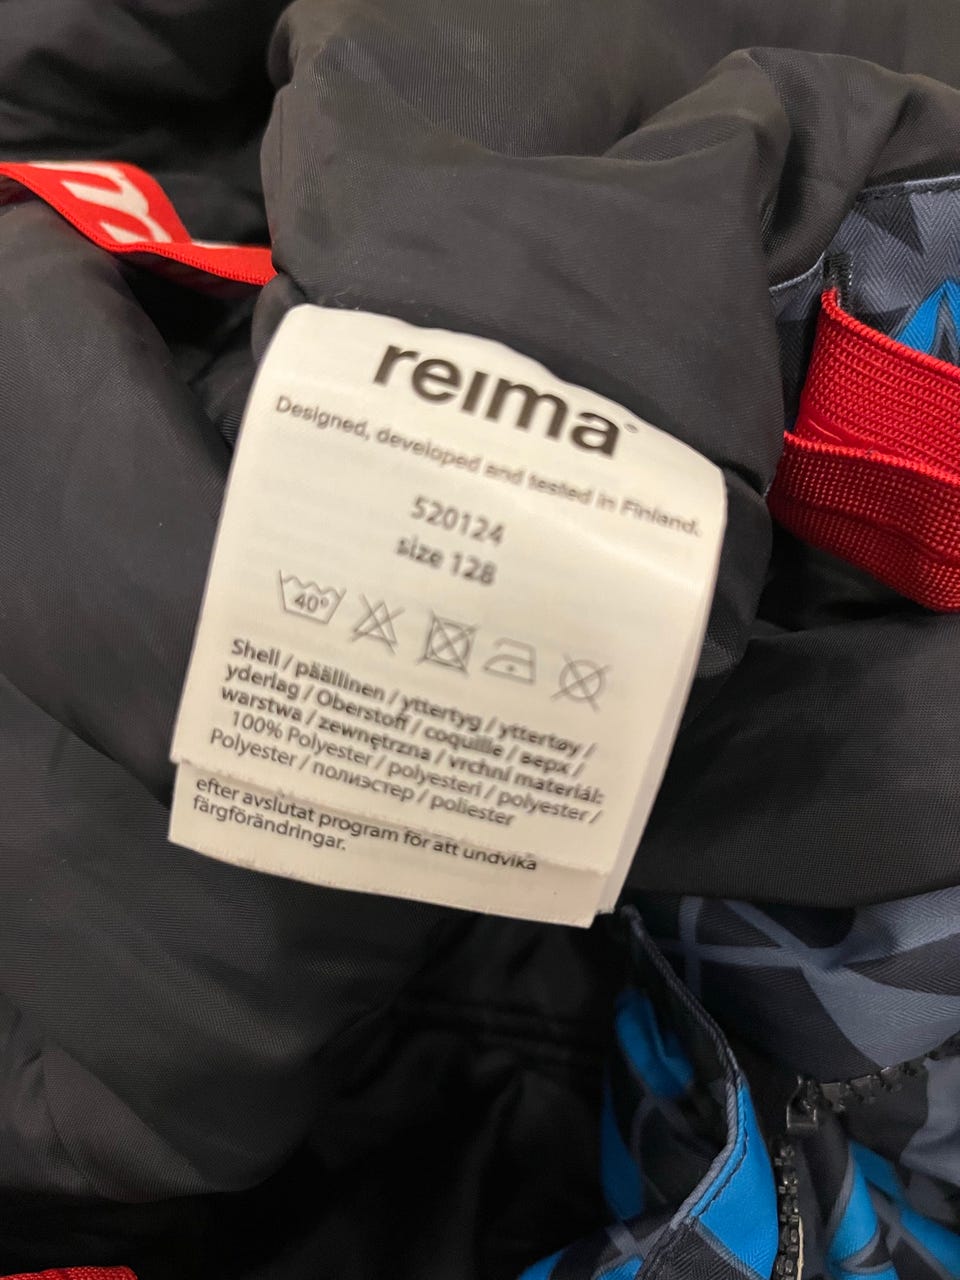 reima
Designed, developed and tested in Finland.
520124
size 128
40°
Shell / päällinen / yttertyg / yttertøy /
yderlag / Oberstoff / coquille / верх /
warstwa / zewnętrzna / vrchní materiál:
100% Polyester / polyesteri / polyester /
Polyester / полиэстер / poliester
efter avslutat program för att undvika
färgförändringar.